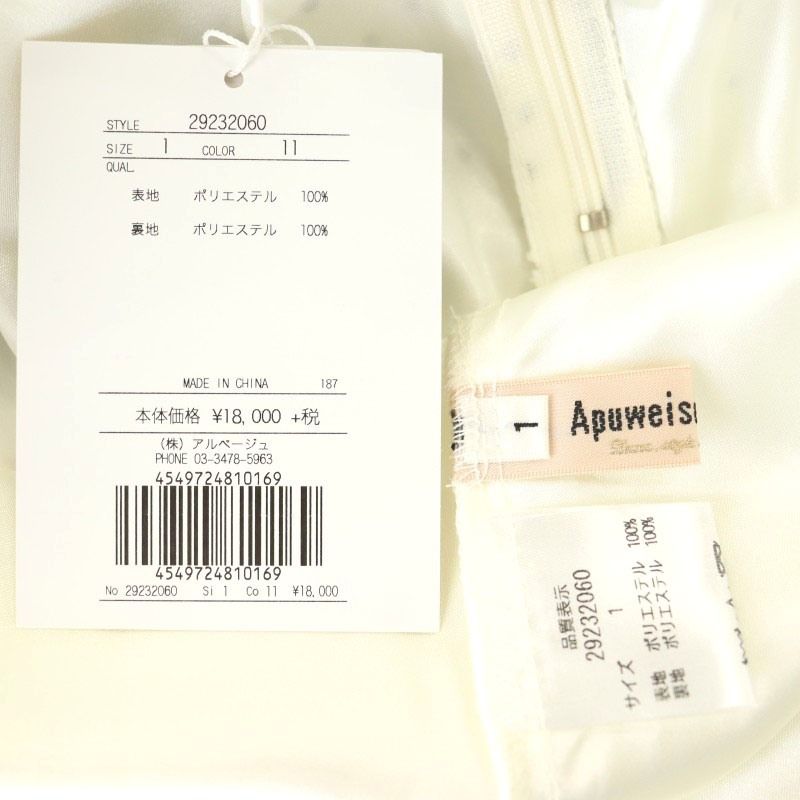 STYLE 29232060
SIZE 1 COLOR 11
QUAL.
表地 ポリエステル 100%
裏地 ポリエステル 100%
MADE IN CHINA 187
本体価格 ¥18,000 +税
(株) アルページュ
PHONE 03-3478-5963
4549724810169
4549724810169
No 29232060 Si 1 Co 11 ¥18,000
1
Apuweis
品質表示
29232060
サイズ 1
表地 ポリエステル 100%
裏地 ポリエステル 100%